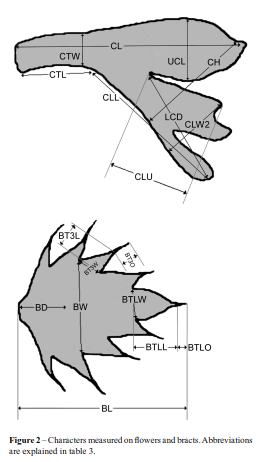 CL
CTW
UCL
CH
CTL
CLL
LCD
CLW2
CLU
BT3L
BT3W
BT3O
BD
BW
BTLW
BTLL
BTLO
BL
Figure 2 – Characters measured on flowers and bracts. Abbreviations
are explained in table 3.